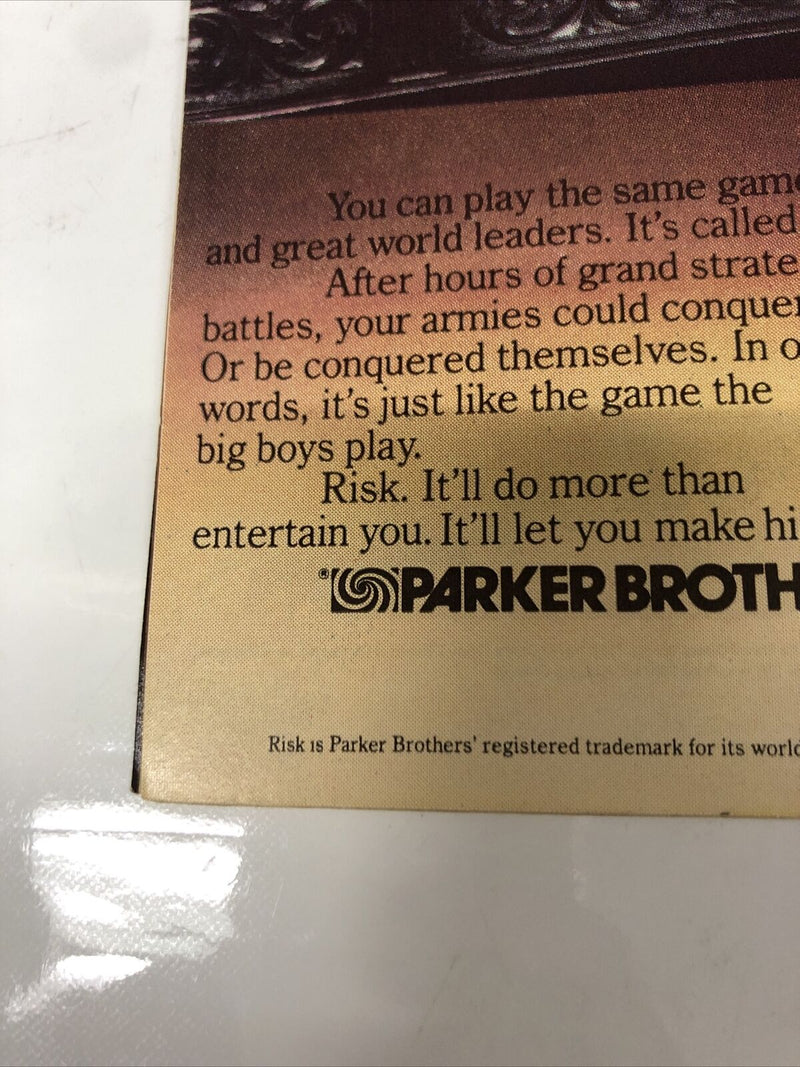 You can play the same game
and great world leaders. It's called
After hours of grand strate
battles, your armies could conquer
Or be conquered themselves. In o
words, it's just like the game the
big boys play.
Risk. It'll do more than
entertain you. It'll let you make hi
®PARKER BROTH
Risk is Parker Brothers' registered trademark for its world